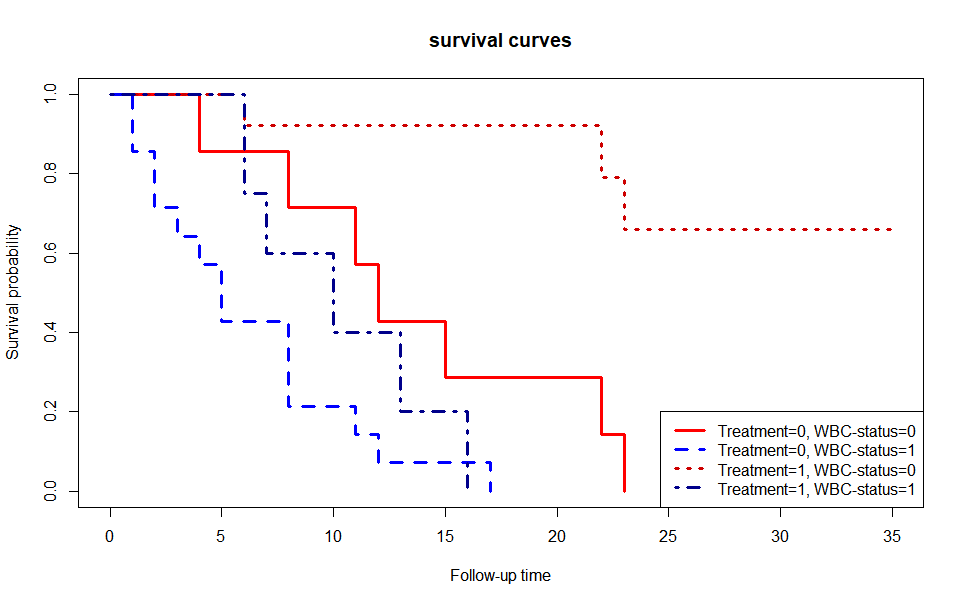 survival curves
Survival probability
1.0
0.8
0.6
0.4
0.2
0.0
Treatment=0, WBC-status=0
Treatment=0, WBC-status=1
Treatment=1, WBC-status=0
Treatment=1, WBC-status=1
0 5 10 15 20 25 30 35
Follow-up time